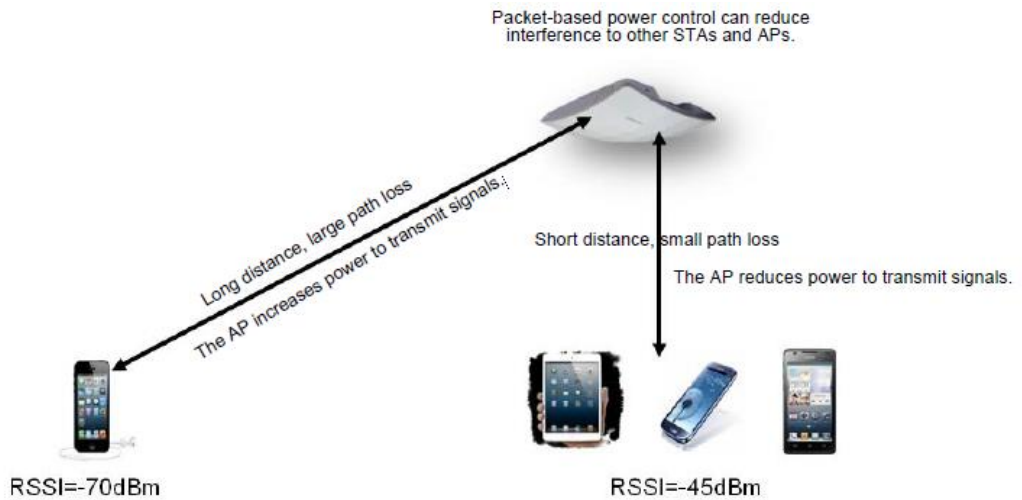 Packet-based power control can reduce
interference to other STAs and APs.
Long distance, large path loss
The AP increases power to transmit signals.
Short distance, small path loss
The AP reduces power to transmit signals.
RSSI=-70dBm
RSSI=-45dBm